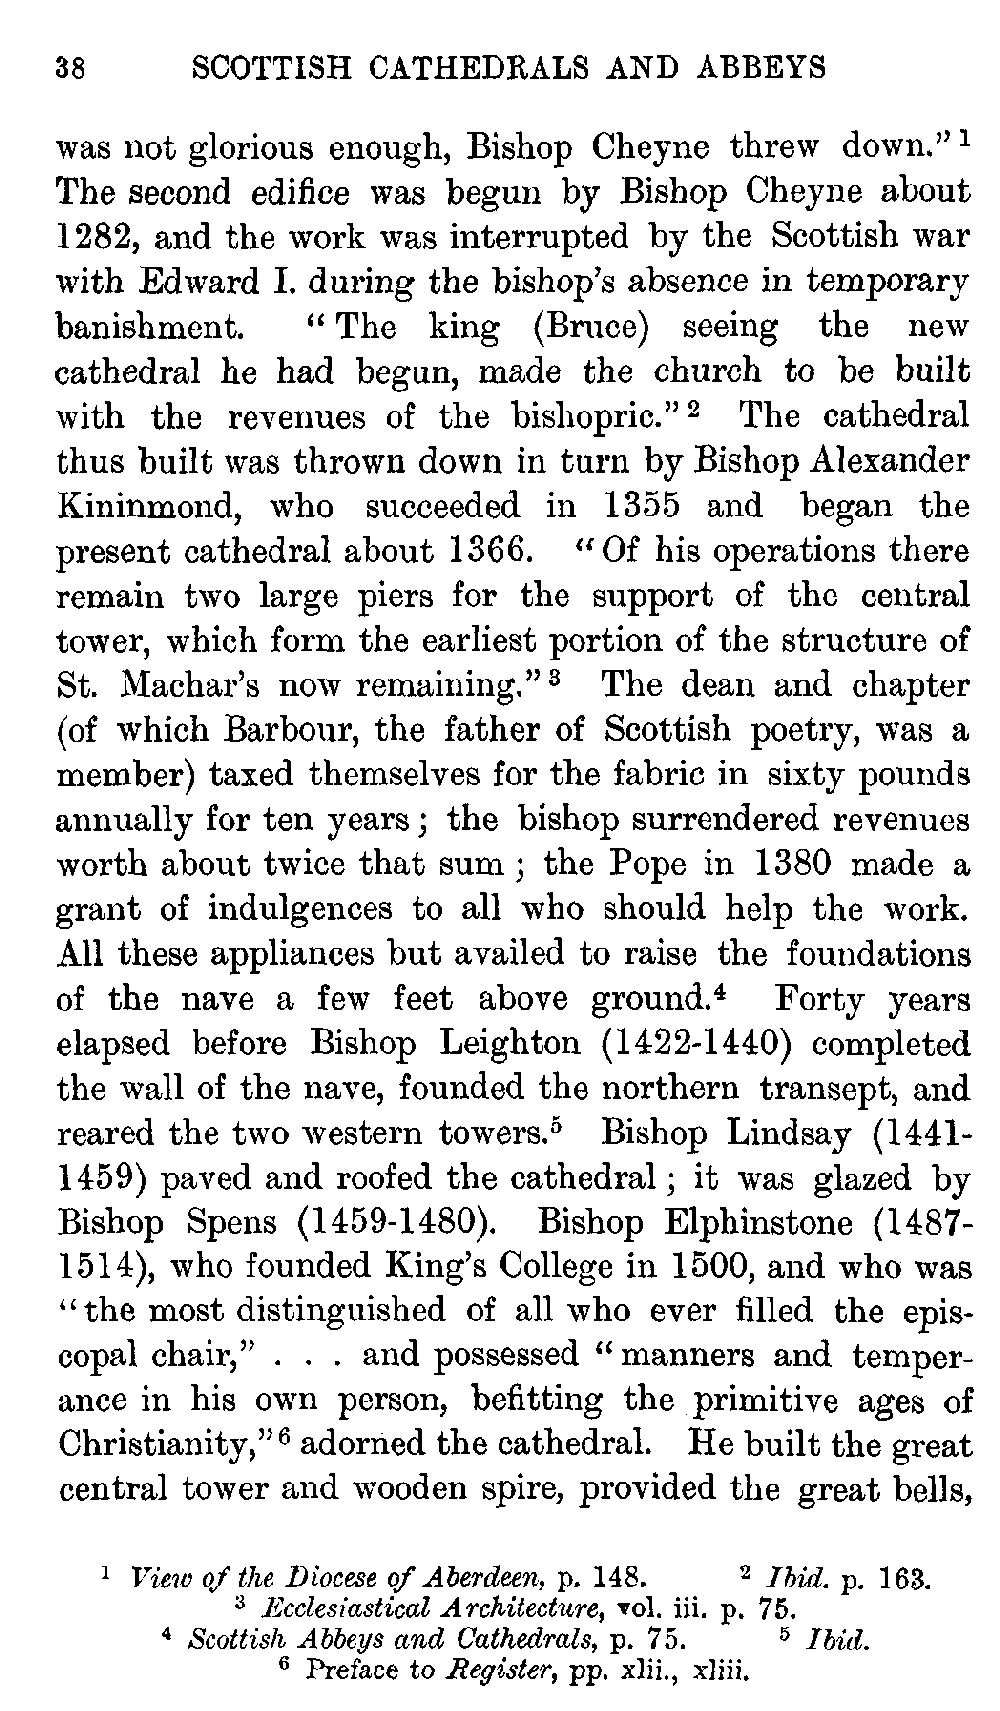 38 SCOTTISH CATHEDRALS AND ABBEYS
was not glorious enough, Bishop Cheyne threw down.” 1
The second edifice was begun by Bishop Cheyne about
1282, and the work was interrupted by the Scottish war
with Edward I. during the bishop’s absence in temporary
banishment. “ The king (Bruce) seeing the new
cathedral he had begun, made the church to be built
with the revenues of the bishopric.” 2 The cathedral
thus built was thrown down in turn by Bishop Alexander
Kininmond, who succeeded in 1355 and began the
present cathedral about 1366. “ Of his operations there
remain two large piers for the support of the central
tower, which form the earliest portion of the structure of
St. Machar’s now remaining.” 3 The dean and chapter
(of which Barbour, the father of Scottish poetry, was a
member) taxed themselves for the fabric in sixty pounds
annually for ten years ; the bishop surrendered revenues
worth about twice that sum ; the Pope in 1380 made a
grant of indulgences to all who should help the work.
All these appliances but availed to raise the foundations
of the nave a few feet above ground.4 Forty years
elapsed before Bishop Leighton (1422-1440) completed
the wall of the nave, founded the northern transept, and
reared the two western towers.5 Bishop Lindsay (1441-
1459) paved and roofed the cathedral ; it was glazed by
Bishop Spens (1459-1480). Bishop Elphinstone (1487-
1514), who founded King’s College in 1500, and who was
“the most distinguished of all who ever filled the epis-
copal chair,” . . . and possessed “ manners and temper-
ance in his own person, befitting the primitive ages of
Christianity,” 6 adorned the cathedral. He built the great
central tower and wooden spire, provided the great bells,
1 View of the Diocese of Aberdeen, p. 148. 2 Ibid. p. 163.
3 Ecclesiastical Architecture, vol. iii. p. 75.
4 Scottish Abbeys and Cathedrals, p. 75. 5 Ibid.
6 Preface to Register, pp. xlii., xliii.